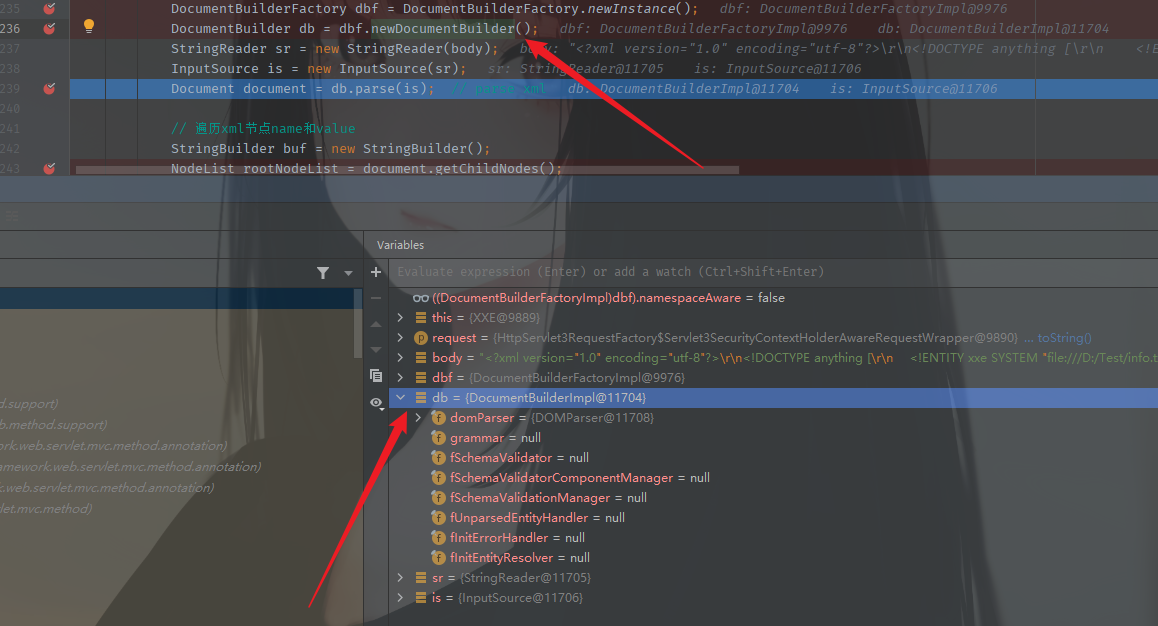 235 DocumentBuilderFactory dbf = DocumentBuilderFactory.newInstance(); dbf: DocumentBuilderFactoryImpl@9976
236 DocumentBuilder db = dbf.newDocumentBuilder(); dbf: DocumentBuilderFactoryImpl@9976 db: DocumentBuilderImpl@11704
237 StringReader sr = new StringReader(body); body: "<?xml version="1.0" encoding="utf-8"?>\r\n<!DOCTYPE anything [\r\n <!E
238 InputSource is = new InputSource(sr); sr: StringReader@11705 is: InputSource@11706
239 Document document = db.parse(is); // parse xml db: DocumentBuilderImpl@11704 is: InputSource@11706
240
241 // 遍历xml节点name和value
242 StringBuilder buf = new StringBuilder();
243 NodeList rootNodeList = document.getChildNodes();
Variables
Evaluate expression (Enter) or add a watch (Ctrl+Shift+Enter)
((DocumentBuilderFactoryImpl)dbf).namespaceAware = false
this = {XXE@9889}
request = {HttpServlet3RequestFactory$Servlet3SecurityContextHolderAwareRequestWrapper@9890} ... toString()
body = "<?xml version="1.0" encoding="utf-8"?>\r\n<!DOCTYPE anything [\r\n <!ENTITY xxe SYSTEM "file:///D:/Test/info.t
dbf = {DocumentBuilderFactoryImpl@9976}
db = {DocumentBuilderImpl@11704}
domParser = {DOMParser@11708}
grammar = null
fSchemaValidator = null
fSchemaValidatorComponentManager = null
fSchemaValidationManager = null
fUnparsedEntityHandler = null
fInitErrorHandler = null
fInitEntityResolver = null
sr = {StringReader@11705}
is = {InputSource@11706}
d.support)
b.method.support)
ork.web.servlet.mvc.method.annotation)
amework.web.servlet.mvc.method.annotation)
k.web.servlet.mvc.method.annotation)
let.mvc.method)